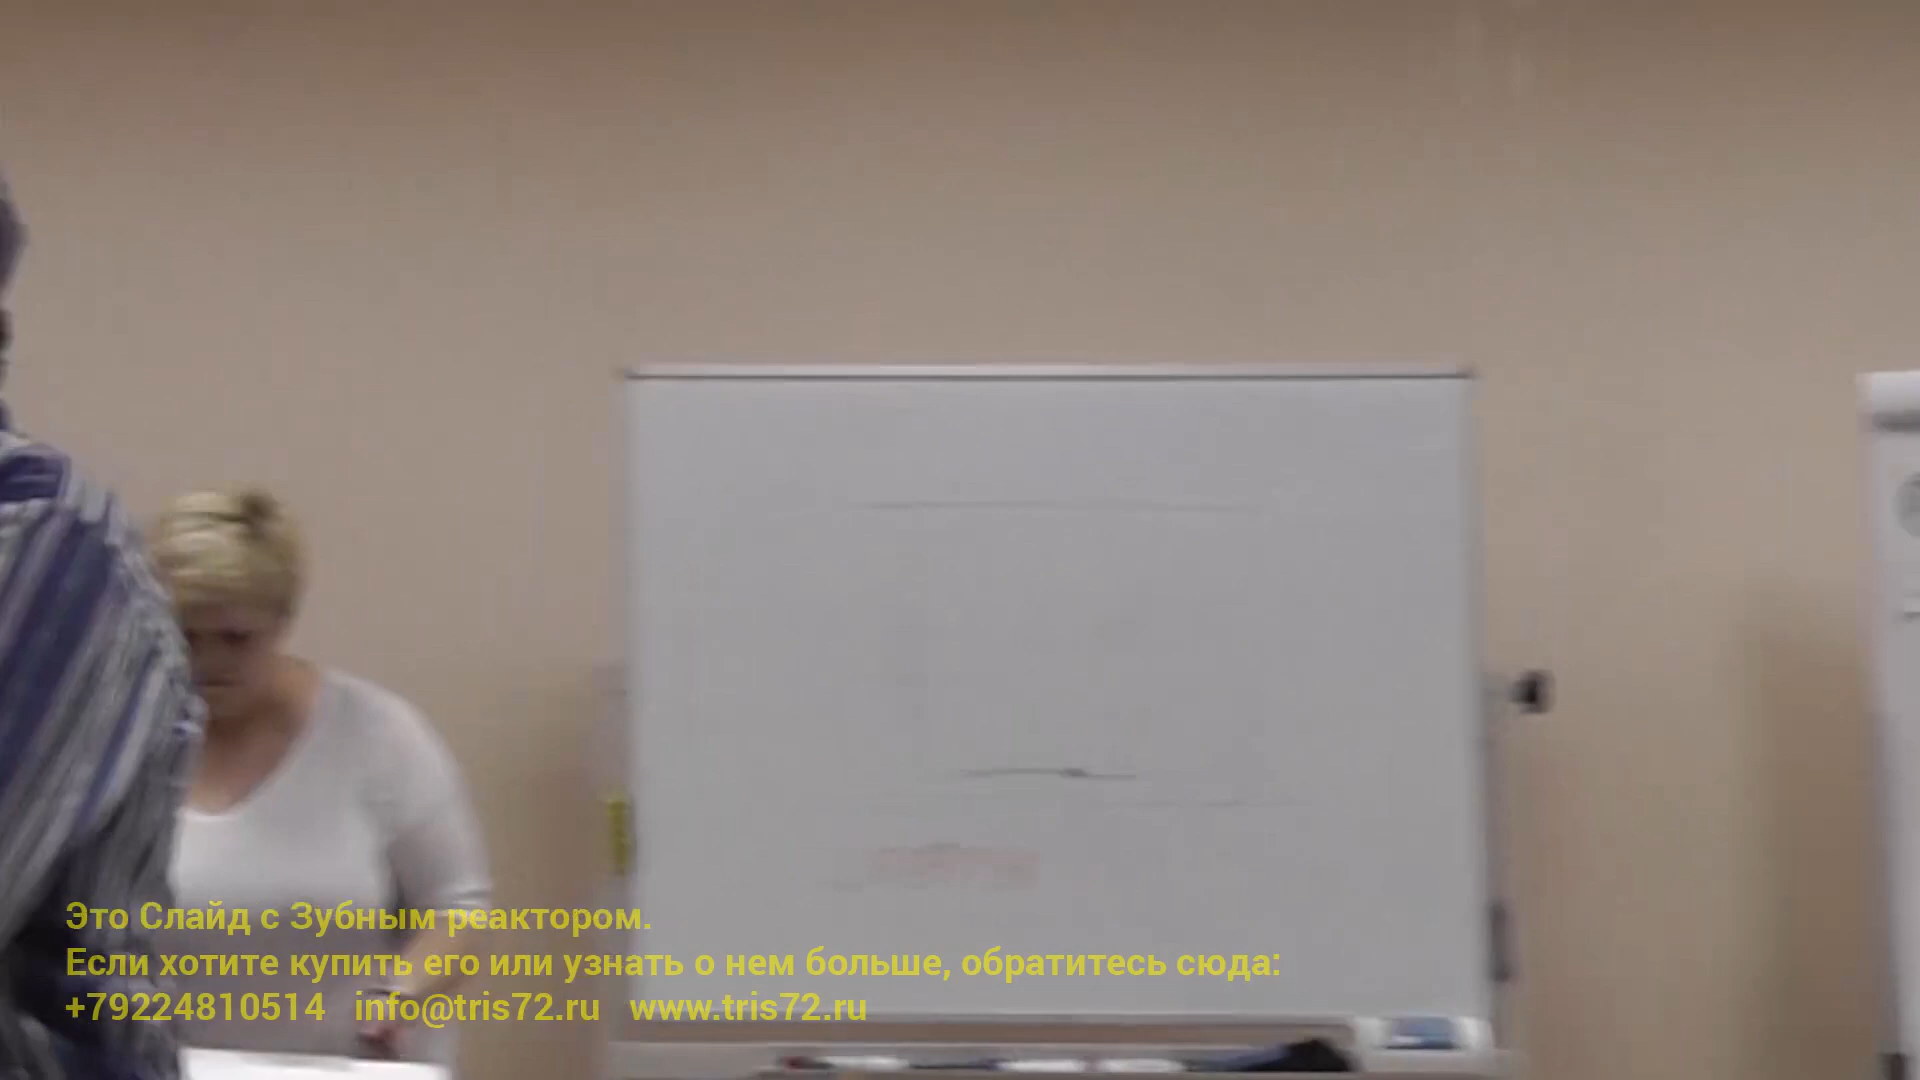 Это Слайд с Зубным реактором.
Если хотите купить его или узнать о нем больше, обратитесь сюда:
+79224810514 info@tris72.ru www.tris72.ru